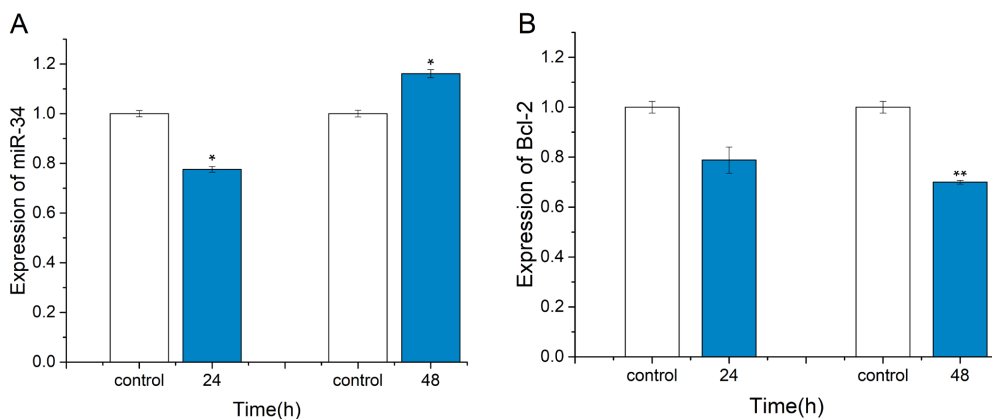 A
Expression of miR-34
1.2
1.0
0.8
0.6
0.4
0.2
0.0
*
*
control 24 control 48
Time(h)
B
Expression of Bcl-2
1.2
1.0
0.8
0.6
0.4
0.2
0.0
**
control 24 control 48
Time(h)